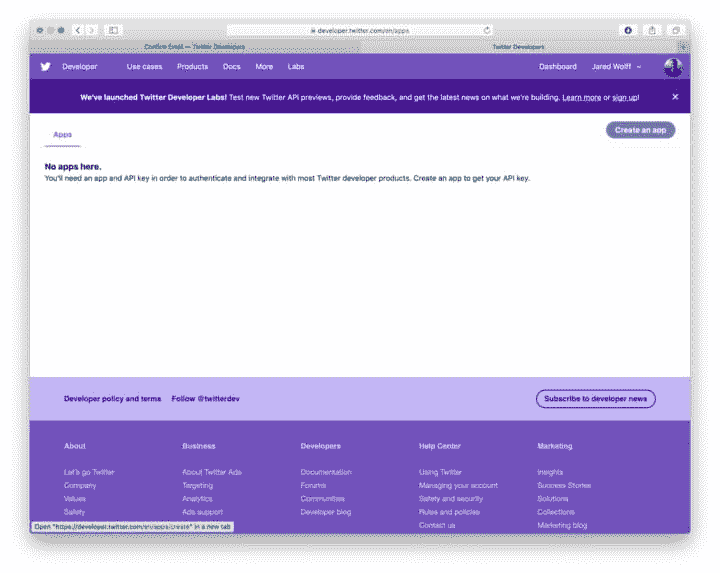 developer.twitter.com/en/apps
Confirm Email — Twitter Developers
Twitter Developers
Developer Use cases Products Docs More Labs Dashboard Jared Wolff
We've launched Twitter Developer Labs! Test new Twitter API previews, provide feedback, and get the latest news on what we're building. Learn more or sign up!
Apps
Create an app
No apps here.
You'll need an app and API key in order to authenticate and integrate with most Twitter developer products. Create an app to get your API key.
Developer policy and terms Follow @twitterdev Subscribe to developer news
About Business Developers Help Center Marketing
Let's go Twitter About Twitter Ads Documentation Using Twitter Insights
Company Targeting Forums Managing your account Success Stories
Values Analytics Communities Safety and security Solutions
Safety Ads support Developer blog Rules and policies Collections
Contact us Marketing blog
Open "https://developer.twitter.com/en/apps/create" in a new tab